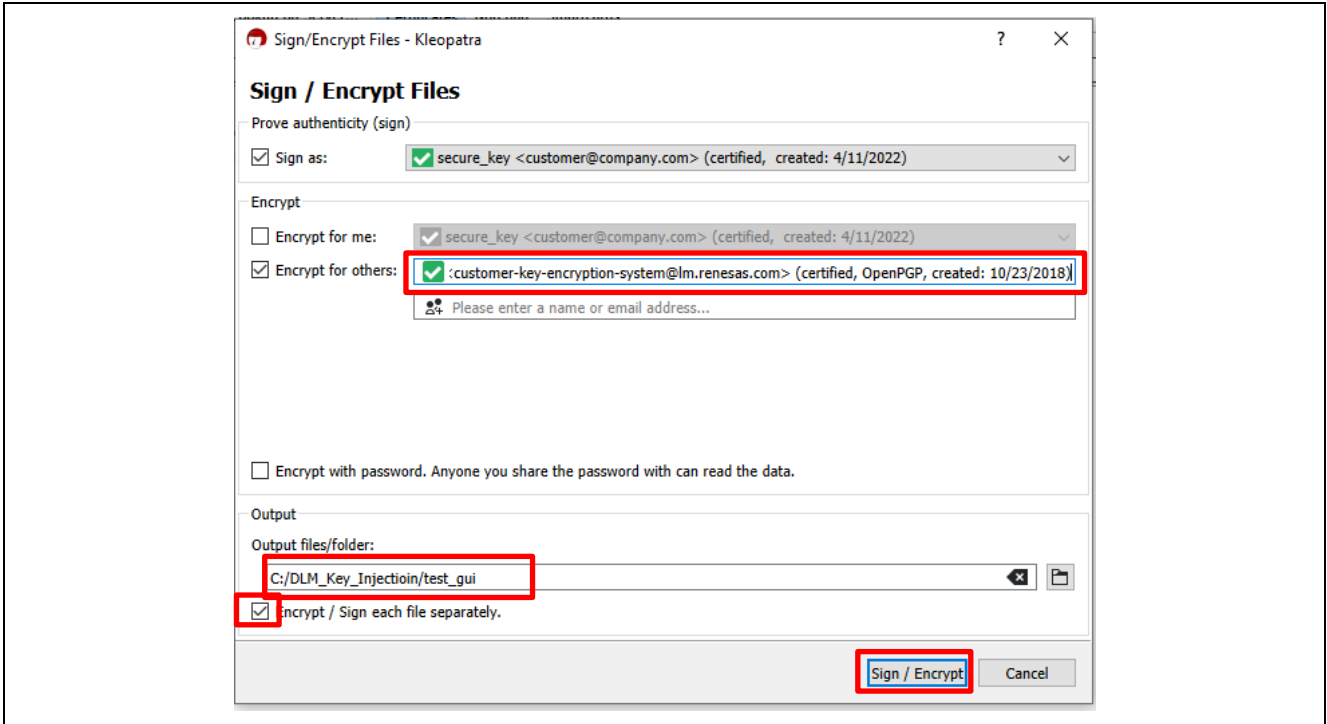 Sign/Encrypt Files - Kleopatra ?
Sign / Encrypt Files
Prove authenticity (sign)
Sign as: secure_key <customer@company.com> (certified, created: 4/11/2022)
Encrypt
Encrypt for me: secure_key <customer@company.com> (certified, created: 4/11/2022)
Encrypt for others: customer-key-encryption-system@lm.renesas.com> (certified, OpenPGP, created: 10/23/2018)
Please enter a name or email address...
Encrypt with password. Anyone you share the password with can read the data.
Output
Output files/folder:
C:/DLM_Key_Injectioin/test_gui
Encrypt / Sign each file separately.
Sign / Encrypt Cancel